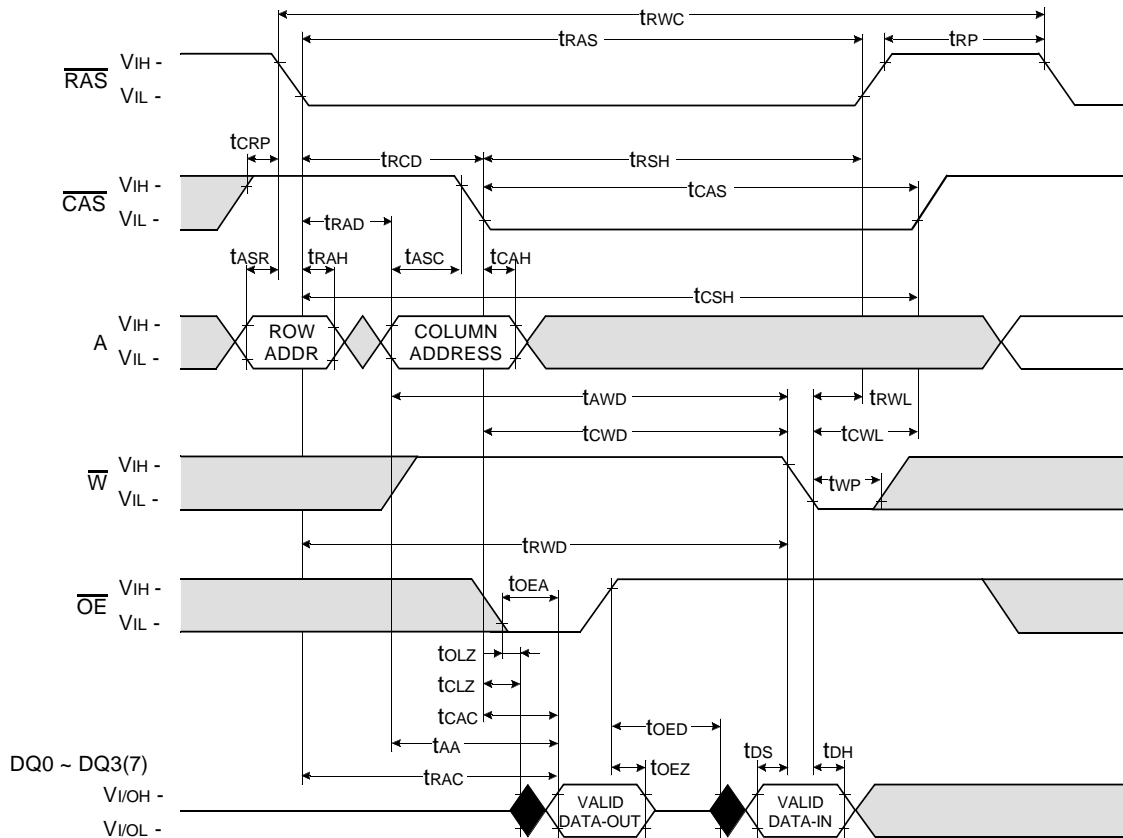 tRWC
tRAS
tRP
RAS
VIH -
VIL -
tCRP
tRCD
tRSH
CAS
VIH -
VIL -
tCAS
tRAD
tASR
tRAH
tASC
tCAH
tCSH
A
VIH -
VIL -
ROW
ADDR
COLUMN
ADDRESS
tAWD
tRWL
tCWD
tCWL
W
VIH -
VIL -
tWP
tRWD
OE
VIH -
VIL -
tOEA
tOLZ
tCLZ
tCAC
tOED
tAA
tDS
tDH
tRAC
tOEZ
DQ0 ~ DQ3(7)
VI/OH -
VI/OL -
VALID
DATA-OUT
VALID
DATA-IN